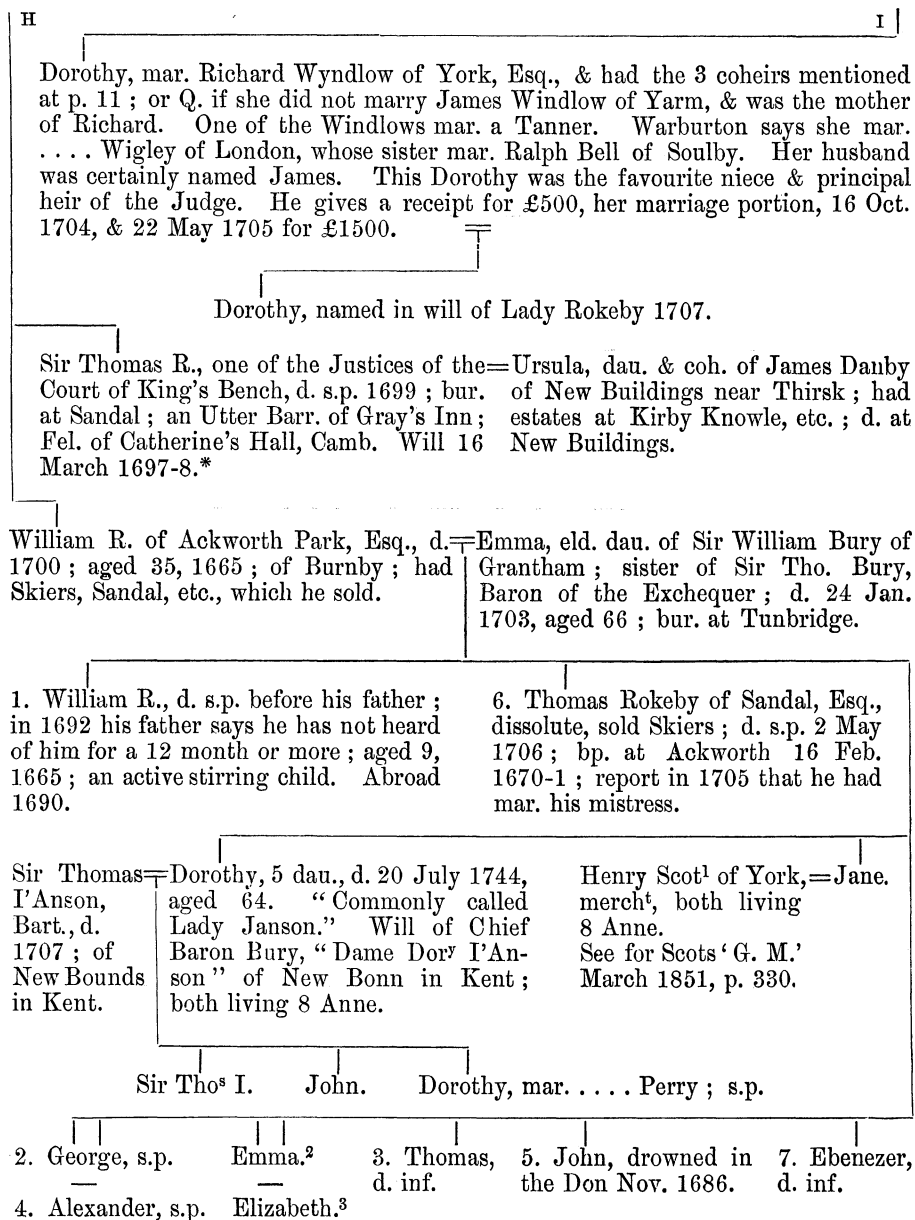 H I
Dorothy, mar. Richard Wyndlow of York, Esq., & had the 3 coheirs mentioned
at p. 11 ; or Q. if she did not marry James Windlow of Yarm, & was the mother
of Richard. One of the Windlows mar. a Tanner. Warburton says she mar.
. . . . Wigley of London, whose sister mar. Ralph Bell of Soulby. Her husband
was certainly named James. This Dorothy was the favourite niece & principal
heir of the Judge. He gives a receipt for £500, her marriage portion, 16 Oct.
1704, & 22 May 1705 for £1500.
Dorothy, named in will of Lady Rokeby 1707.
Sir Thomas R., one of the Justices of the
Court of King's Bench, d. s.p. 1699 ; bur.
at Sandal ; an Utter Barr. of Gray's Inn ;
Fel. of Catherine's Hall, Camb. Will 16
March 1697-8.*
=Ursula, dau. & coh. of James Danby
of New Buildings near Thirsk ; had
estates at Kirby Knowle, etc. ; d. at
New Buildings.
William R. of Ackworth Park, Esq., d.
1700 ; aged 35, 1665 ; of Burnby ; had
Skiers, Sandal, etc., which he sold.
=Emma, eld. dau. of Sir William Bury of
Grantham ; sister of Sir Tho. Bury,
Baron of the Exchequer ; d. 24 Jan.
1703, aged 66 ; bur. at Tunbridge.
1. William R., d. s.p. before his father ;
in 1692 his father says he has not heard
of him for a 12 month or more ; aged 9,
1665 ; an active stirring child. Abroad
1690.
6. Thomas Rokeby of Sandal, Esq.,
dissolute, sold Skiers ; d. s.p. 2 May
1706 ; bp. at Ackworth 16 Feb.
1670-1 ; report in 1705 that he had
mar. his mistress.
Sir Thomas
I'Anson,
Bart., d.
1707 ; of
New Bounds
in Kent.
=Dorothy, 5 dau., d. 20 July 1744,
aged 64. "Commonly called
Lady Janson." Will of Chief
Baron Bury, "Dame Doryʸ I'An-
son" of New Bonn in Kent ;
both living 8 Anne.
Henry Scot¹ of York,=Jane.
mercht, both living
8 Anne.
See for Scots 'G. M.'
March 1851, p. 330.
Sir Thoˢ I. John. Dorothy, mar. . . . . . Perry ; s.p.
2. George, s.p. Emma.² 3. Thomas, 5. John, drowned in 7. Ebenezer,
— — d. inf. the Don Nov. 1686. d. inf.
4. Alexander, s.p. Elizabeth.³